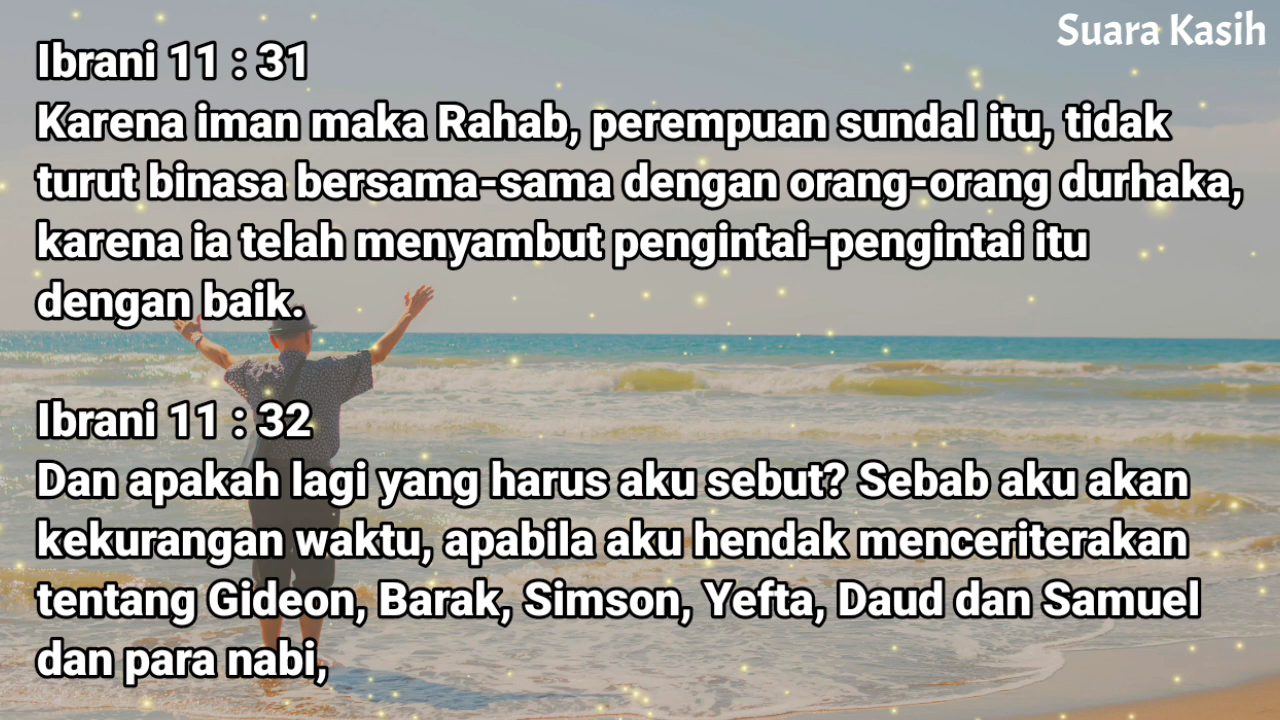 Suara Kasih
Ibrani 11 : 31
Karena iman maka Rahab, perempuan sundal itu, tidak
turut binasa bersama-sama dengan orang-orang durhaka,
karena ia telah menyambut pengintai-pengintai itu
dengan baik.
Ibrani 11 : 32
Dan apakah lagi yang harus aku sebut? Sebab aku akan
kekurangan waktu, apabila aku hendak menceriterakan
tentang Gideon, Barak, Simson, Yefta, Daud dan Samuel
dan para nabi,